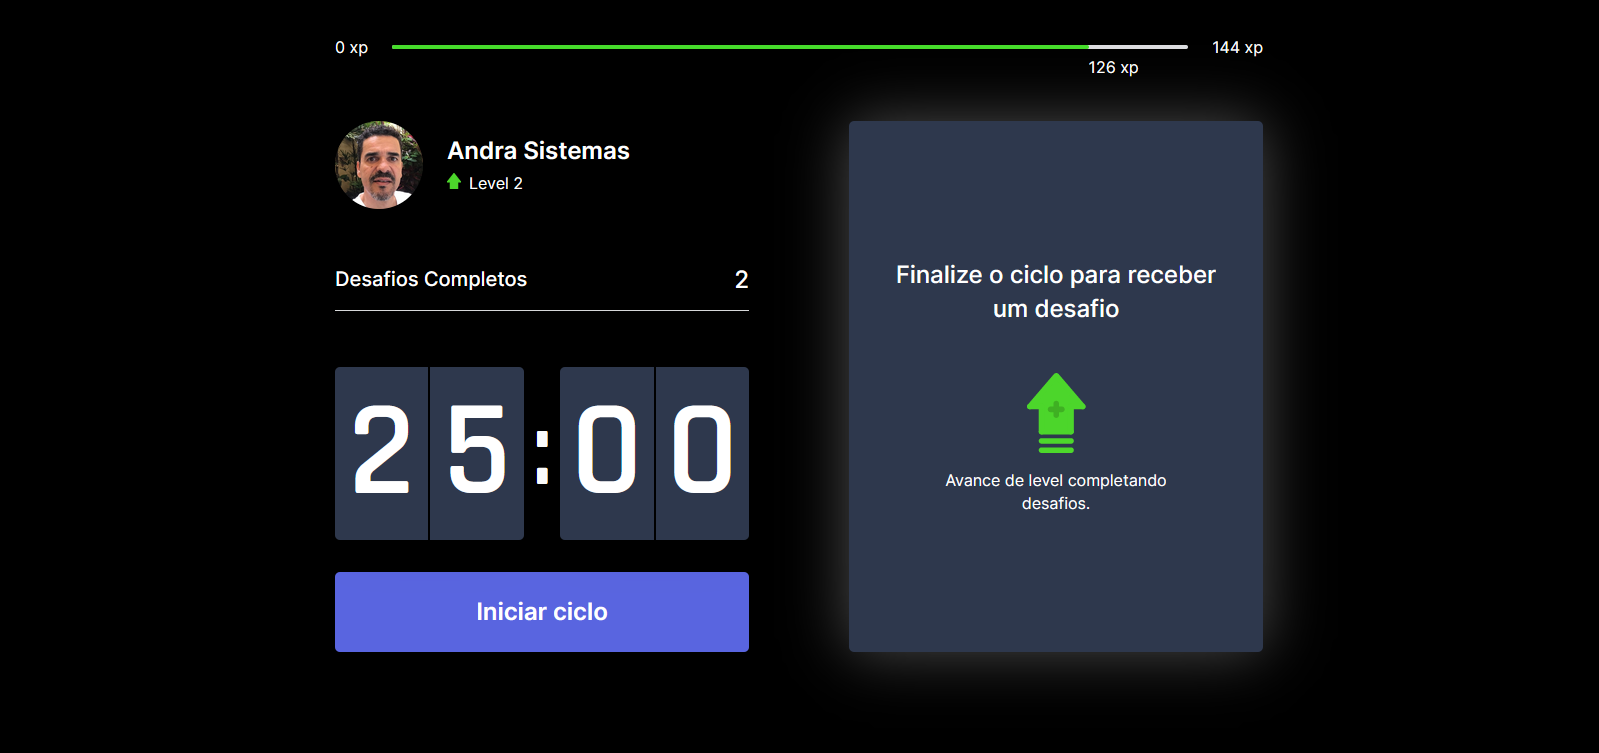 0 xp
144 xp
126 xp
Andra Sistemas
Level 2
Desafios Completos
2
25:00
Iniciar ciclo
Finalize o ciclo para receber
um desafio
Avance de level completando
desafios.